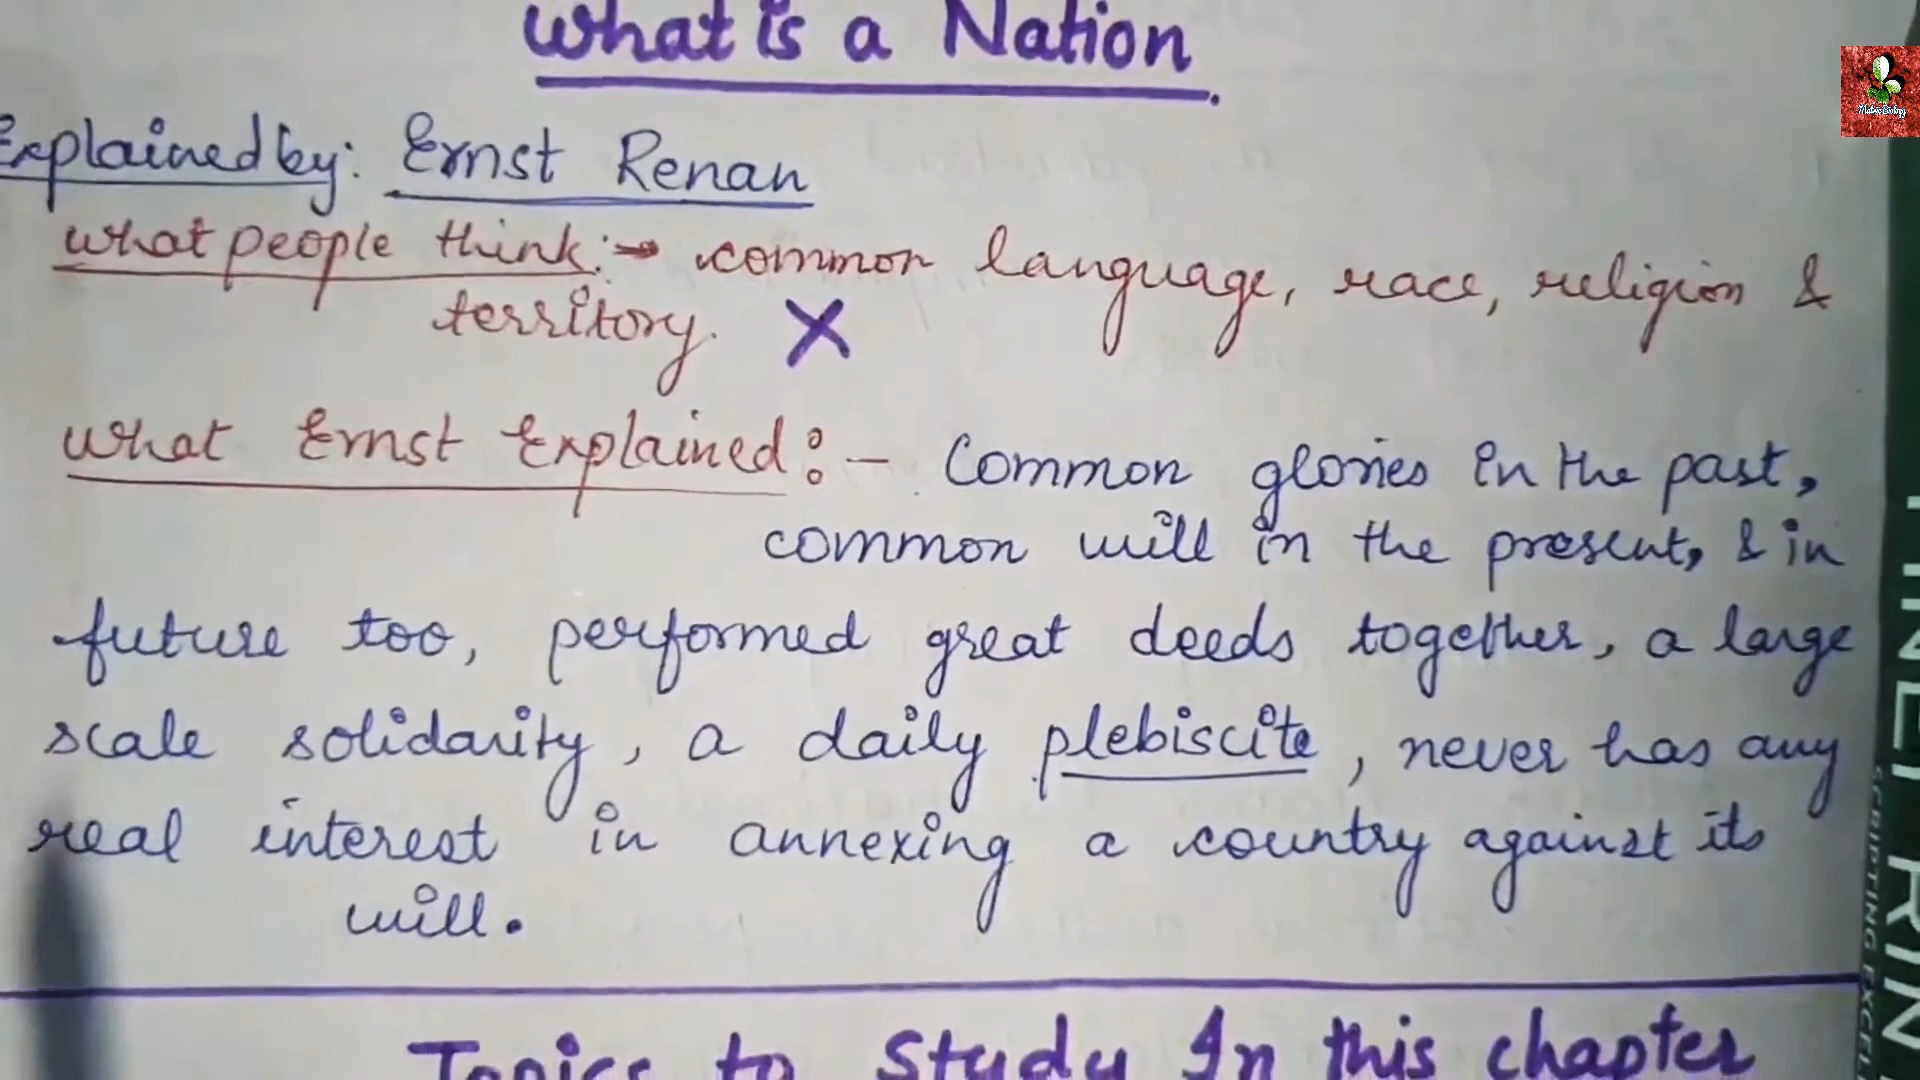 What is a Nation.
Explained by: Ernst Renan
What people think:→ common language, race, religion &
territory. X
What Ernst Explained:- Common glories in the past,
common will in the present, & in
future too, performed great deeds together, a large
scale solidarity, a daily plebiscite, never has any
real interest in annexing a country against its
will.
Topics to Study In this chapter